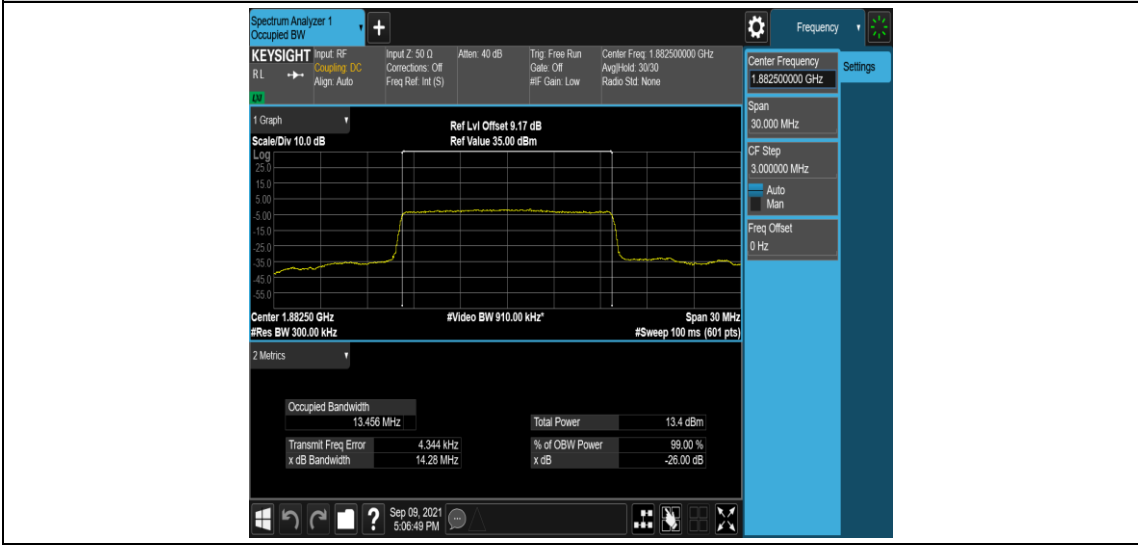 Spectrum Analyzer 1
Occupied BW
+
Frequency
KEYSIGHT
RL
LM
Input: RF
Coupling: DC
Align: Auto
Input Z: 50 Ω
Corrections: Off
Freq Ref: Int (S)
Atten: 40 dB
Trig: Free Run
Gate: Off
#IF Gain: Low
Center Freq: 1.882500000 GHz
Avg|Hold: 30/30
Radio Std: None
Center Frequency
1.882500000 GHz
Settings
Span
30.000 MHz
CF Step
3.000000 MHz
Auto
Man
Freq Offset
0 Hz
1 Graph
Scale/Div 10.0 dB
Ref Lvl Offset 9.17 dB
Ref Value 35.00 dBm
Log
25.0
15.0
5.00
-5.00
-15.0
-25.0
-35.0
-45.0
-55.0
Center 1.88250 GHz
#Video BW 910.00 kHz*
Span 30 MHz
#Res BW 300.00 kHz
#Sweep 100 ms (601 pts)
2 Metrics
Occupied Bandwidth
13.456 MHz
Total Power 13.4 dBm
Transmit Freq Error 4.344 kHz
% of OBW Power 99.00 %
x dB Bandwidth 14.28 MHz
x dB -26.00 dB
?
Sep 09, 2021
5:06:49 PM